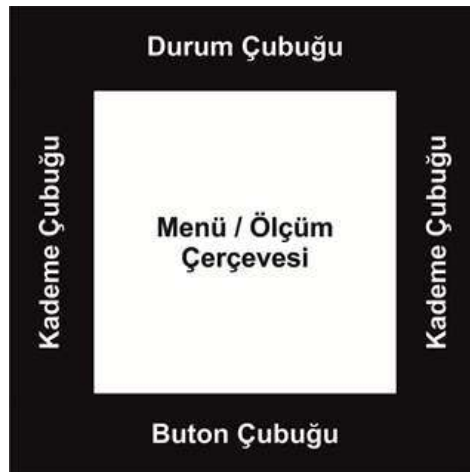 Durum Çubuğu
Kademe Çubuğu
Menü / Ölçüm
Çerçevesi
Kademe Çubuğu
Buton Çubuğu